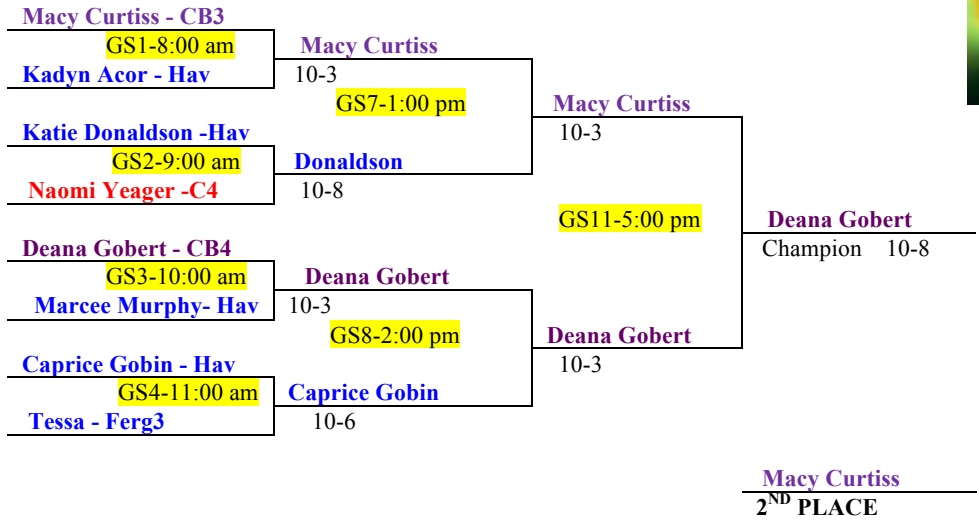 Macy Curtiss - CB3
GS1-8:00 am
Kadyn Acor - Hav
Katie Donaldson -Hav
GS2-9:00 am
Naomi Yeager -C4
Deana Gobert - CB4
GS3-10:00 am
Marcee Murphy- Hav
Caprice Gobin - Hav
GS4-11:00 am
Tessa - Ferg3
Macy Curtiss
10-3
GS7-1:00 pm
Donaldson
10-8
Deana Gobert
10-3
GS8-2:00 pm
Caprice Gobin
10-6
Macy Curtiss
10-3
GS11-5:00 pm
Deana Gobert
10-3
Deana Gobert
Champion 10-8
Macy Curtiss
2ND PLACE